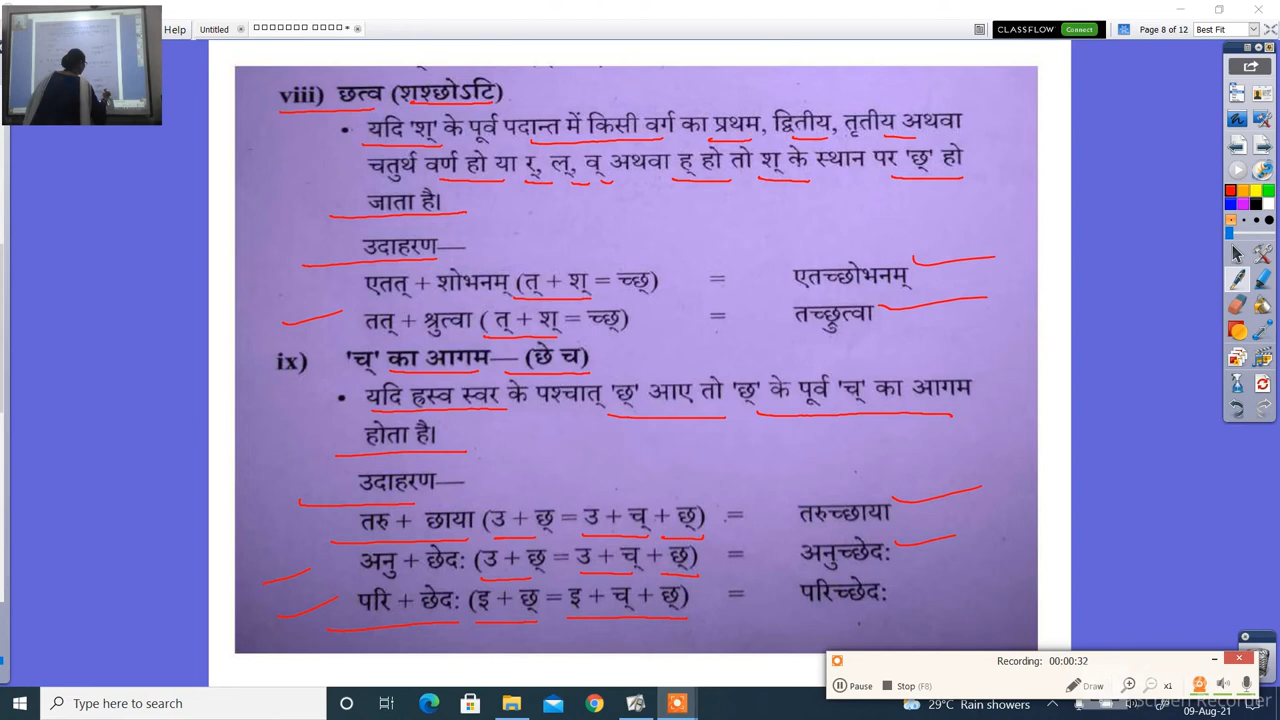 Help
Untitled
CLASSFLOW Connect
Page 8 of 12
Best Fit
viii) छत्व (शश्छोऽटि)
• यदि 'श्' के पूर्व पदान्त में किसी वर्ग का प्रथम, द्वितीय, तृतीय अथवा
चतुर्थ वर्ण हो या र्, ल्, व् अथवा ह् हो तो श् के स्थान पर 'छ्' हो
जाता है।
उदाहरण—
एतत् + शोभनम् (त् + श् = च्छ्) = एतच्छोभनम्
तत् + श्रुत्वा ( त् + श् = च्छ्) = तच्छ्रुत्वा
ix) 'च्' का आगम— (छे च)
• यदि ह्रस्व स्वर के पश्चात् 'छ्' आए तो 'छ्' के पूर्व 'च्' का आगम
होता है।
उदाहरण—
तरु + छाया (उ + छ् = उ + च् + छ्) = तरुच्छाया
अनु + छेद: (उ + छ् = उ + च् + छ्) = अनुच्छेद:
परि + छेद: (इ + छ् = इ + च् + छ्) = परिच्छेद:
Recording: 00:00:32
Pause Stop (F8) Draw x1
Type here to search
29°C Rain showers
09-Aug-21